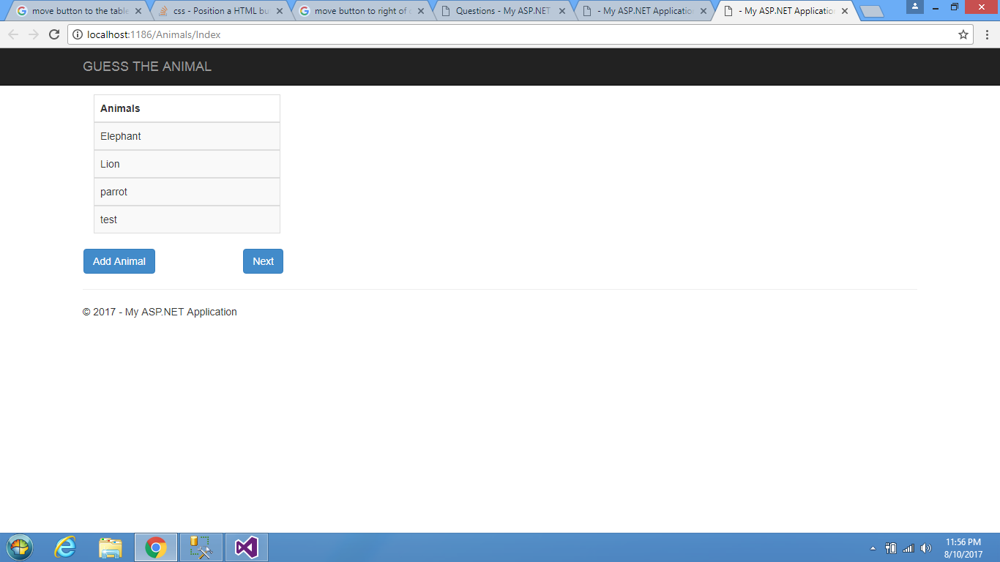 move button to the table
css - Position a HTML bu
move button to right of
Questions - My ASP.NET
- My ASP.NET Application
- My ASP.NET Application
localhost:1186/Animals/Index
GUESS THE ANIMAL
Animals
Elephant
Lion
parrot
test
Add Animal
Next
© 2017 - My ASP.NET Application
11:56 PM
8/10/2017